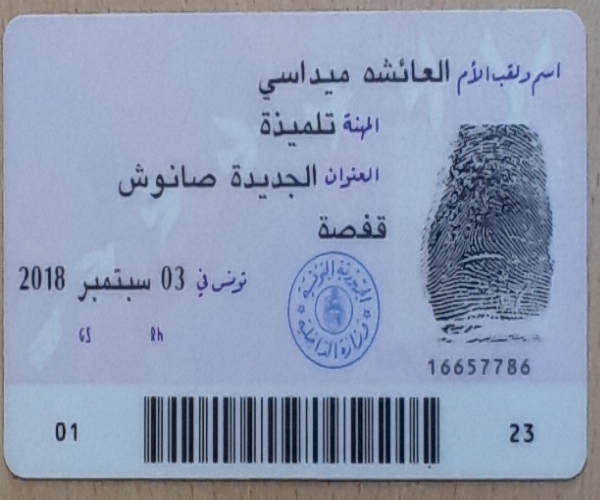 اسم ولقب الأم العائشه ميداسي
المهنة تلميذة
العنوان الجديدة صانوش
قفصة
تونس في 03 سبتمبر 2018
GS Rh
الجمهورية التونسية
وزارة الداخلية
16657786
01 23